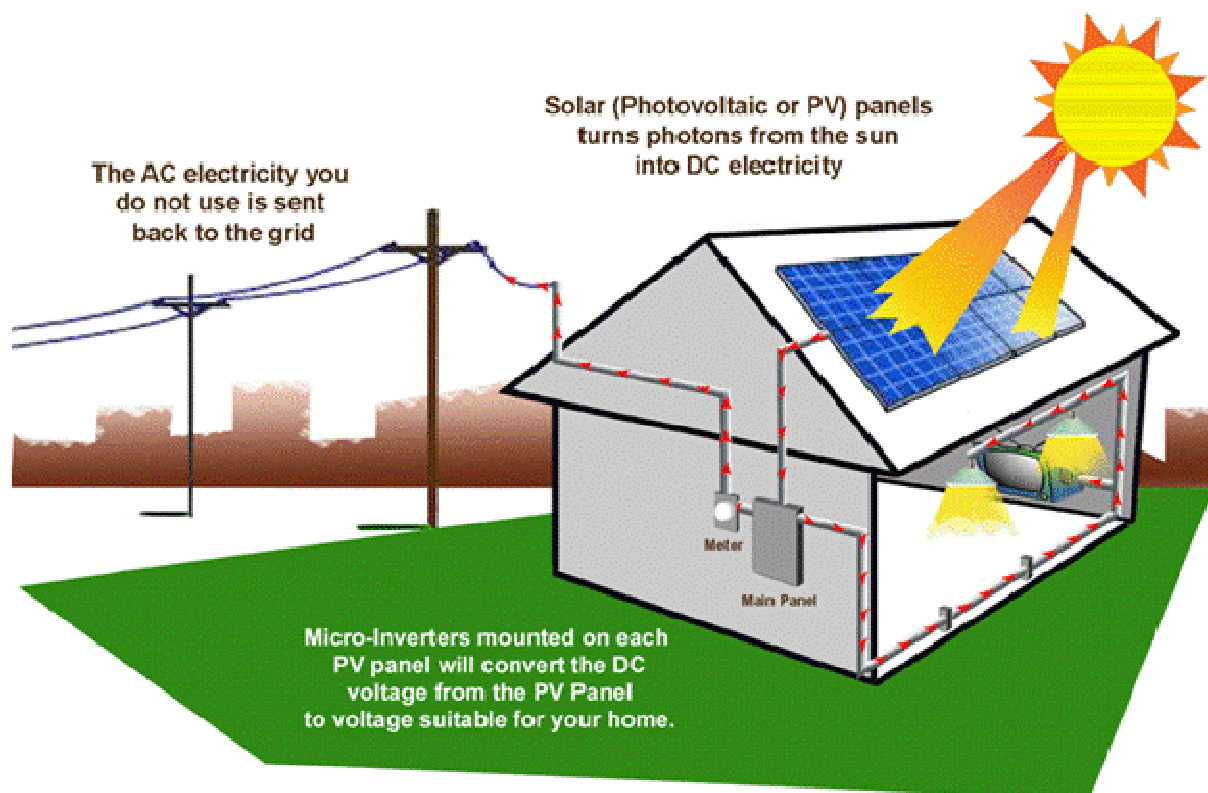 Solar (Photovoltaic or PV) panels
turns photons from the sun
into DC electricity
The AC electricity you
do not use is sent
back to the grid
Meter
Main Panel
Micro-Inverters mounted on each
PV panel will convert the DC
voltage from the PV Panel
to voltage suitable for your home.